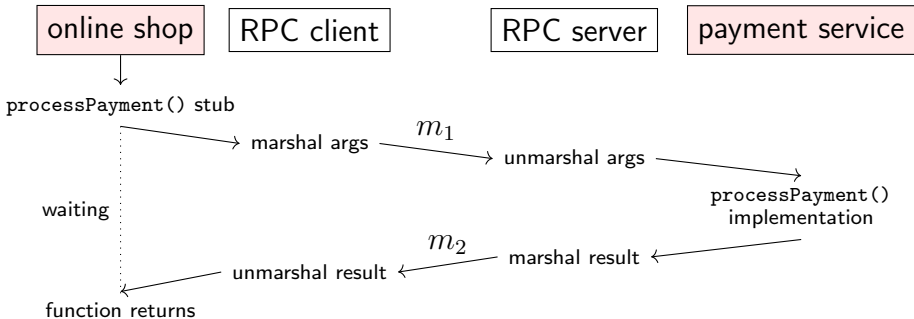 online shop
RPC client
RPC server
payment service
processPayment() stub
marshal args
m1
unmarshal args
processPayment()
implementation
waiting
m2
marshal result
unmarshal result
function returns